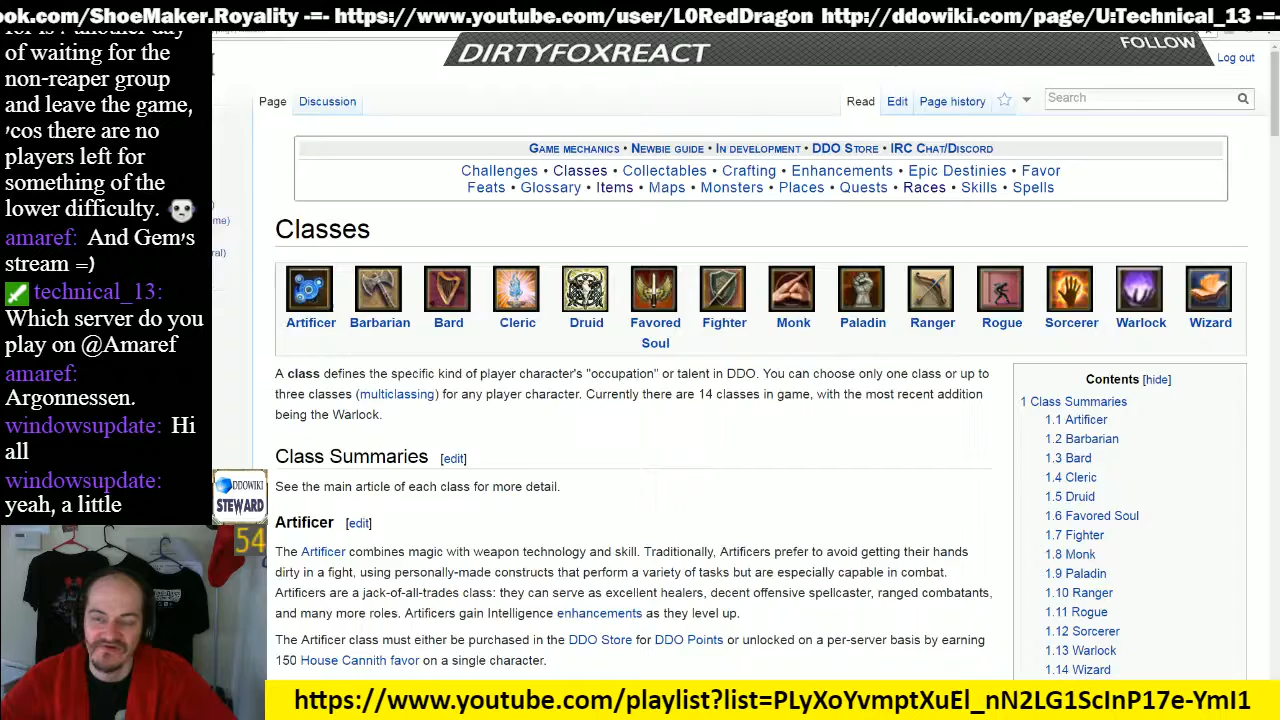 ook.com/ShoeMaker.Royality -=- https://www.youtube.com/user/L0RedDragon http://ddowiki.com/page/U:Technical_13 -=-
for is ? another day
of waiting for the
non-reaper group
and leave the game,
'cos there are no
players left for
something of the
lower difficulty.
amaref: And Gem's
stream =)
technical_13:
Which server do you
play on @Amaref
amaref:
Argonnessen.
windowsupdate: Hi
all
windowsupdate:
yeah, a little
DDOWIKI
STEWARD
54
DIRTYFOXREACT
FOLLOW
Log out
Page
Discussion
Read
Edit
Page history
Search
Game mechanics • Newbie guide • In development • DDO Store • IRC Chat/Discord
Challenges • Classes • Collectables • Crafting • Enhancements • Epic Destinies • Favor
Feats • Glossary • Items • Maps • Monsters • Places • Quests • Races • Skills • Spells
Classes
Artificer
Barbarian
Bard
Cleric
Druid
Favored
Soul
Fighter
Monk
Paladin
Ranger
Rogue
Sorcerer
Warlock
Wizard
A class defines the specific kind of player character's "occupation" or talent in DDO. You can choose only one class or up to
three classes (multiclassing) for any player character. Currently there are 14 classes in game, with the most recent addition
being the Warlock.
Class Summaries [edit]
See the main article of each class for more detail.
Artificer [edit]
The Artificer combines magic with weapon technology and skill. Traditionally, Artificers prefer to avoid getting their hands
dirty in a fight, using personally-made constructs that perform a variety of tasks but are especially capable in combat.
Artificers are a jack-of-all-trades class: they can serve as excellent healers, decent offensive spellcaster, ranged combatants,
and many more roles. Artificers gain Intelligence enhancements as they level up.
The Artificer class must either be purchased in the DDO Store for DDO Points or unlocked on a per-server basis by earning
150 House Cannith favor on a single character.
Contents [hide]
1 Class Summaries
1.1 Artificer
1.2 Barbarian
1.3 Bard
1.4 Cleric
1.5 Druid
1.6 Favored Soul
1.7 Fighter
1.8 Monk
1.9 Paladin
1.10 Ranger
1.11 Rogue
1.12 Sorcerer
1.13 Warlock
1.14 Wizard
https://www.youtube.com/playlist?list=PLyXoYvmptXuEl_nN2LG1ScInP17e-YmI1